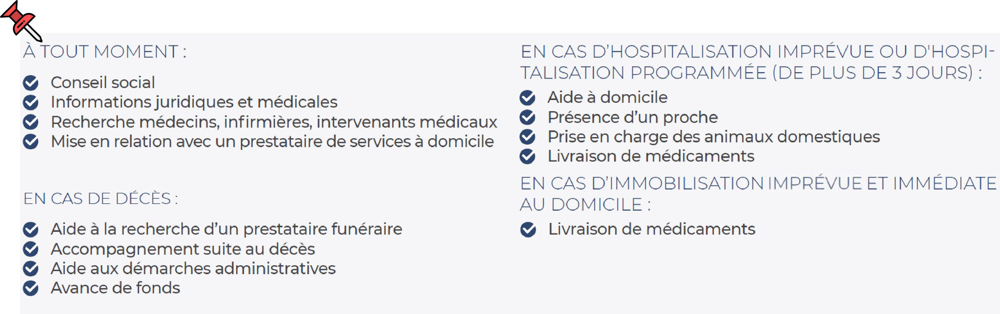 À TOUT MOMENT :
Conseil social
Informations juridiques et médicales
Recherche médecins, infirmières, intervenants médicaux
Mise en relation avec un prestataire de services à domicile
EN CAS DE DÉCÈS :
Aide à la recherche d’un prestataire funéraire
Accompagnement suite au décès
Aide aux démarches administratives
Avance de fonds
EN CAS D’HOSPITALISATION IMPRÉVUE OU D'HOSPI-
TALISATION PROGRAMMÉE (DE PLUS DE 3 JOURS) :
Aide à domicile
Présence d’un proche
Prise en charge des animaux domestiques
Livraison de médicaments
EN CAS D’IMMOBILISATION IMPRÉVUE ET IMMÉDIATE
AU DOMICILE :
Livraison de médicaments